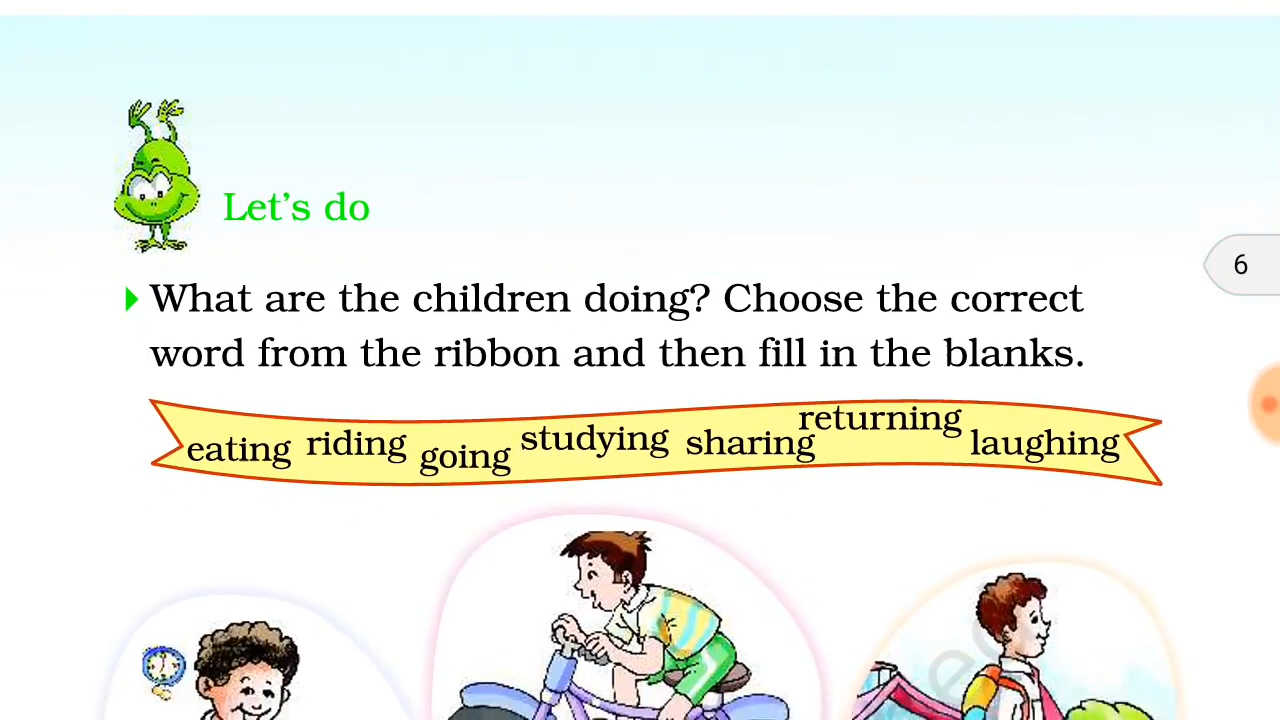 Let's do
What are the children doing? Choose the correct
word from the ribbon and then fill in the blanks.
eating riding going studying sharing returning laughing
6